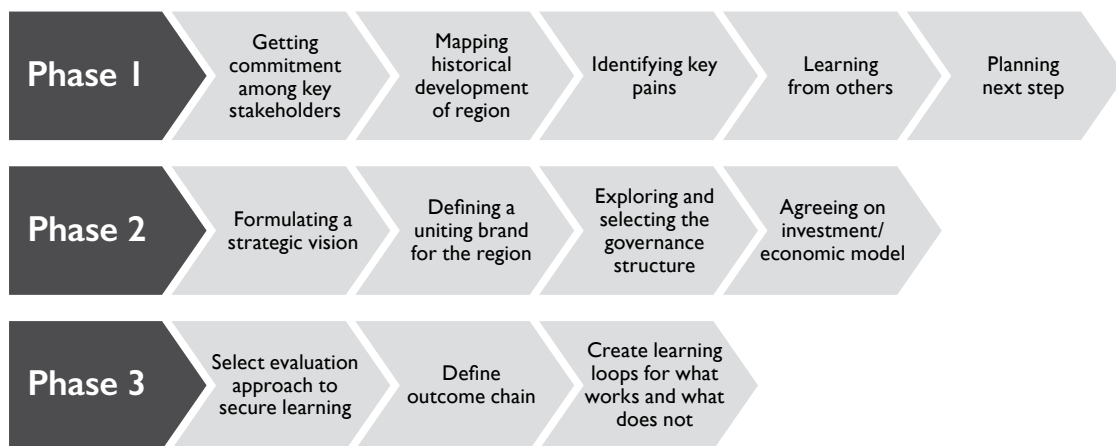 Phase 1
Getting
commitment
among key
stakeholders
Mapping
historical
development
of region
Identifying key
pains
Learning
from others
Planning
next step
Phase 2
Formulating a
strategic vision
Defining a
uniting brand
for the region
Exploring and
selecting the
governance
structure
Agreeing on
investment/
economic model
Phase 3
Select evaluation
approach to
secure learning
Define
outcome chain
Create learning
loops for what
works and what
does not